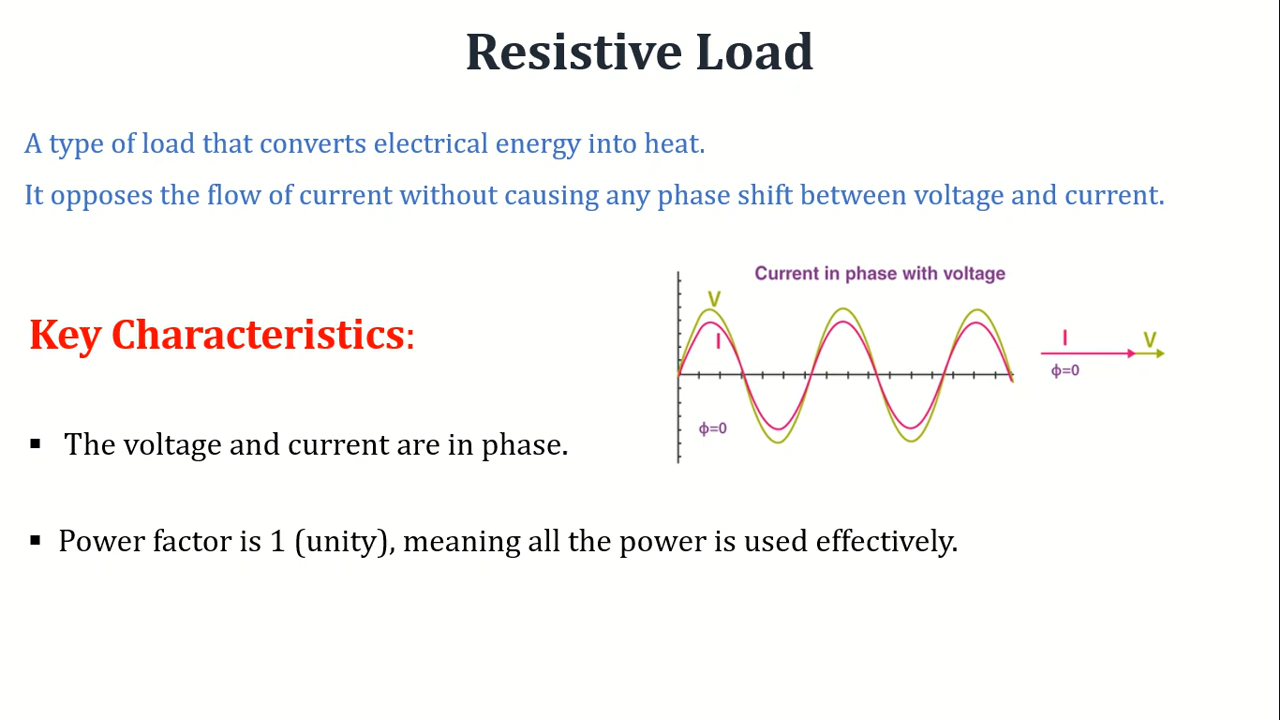 Resistive Load
A type of load that converts electrical energy into heat.
It opposes the flow of current without causing any phase shift between voltage and current.
Current in phase with voltage
V
I
ϕ=0
I
V
ϕ=0
Key Characteristics:
▪ The voltage and current are in phase.
▪ Power factor is 1 (unity), meaning all the power is used effectively.